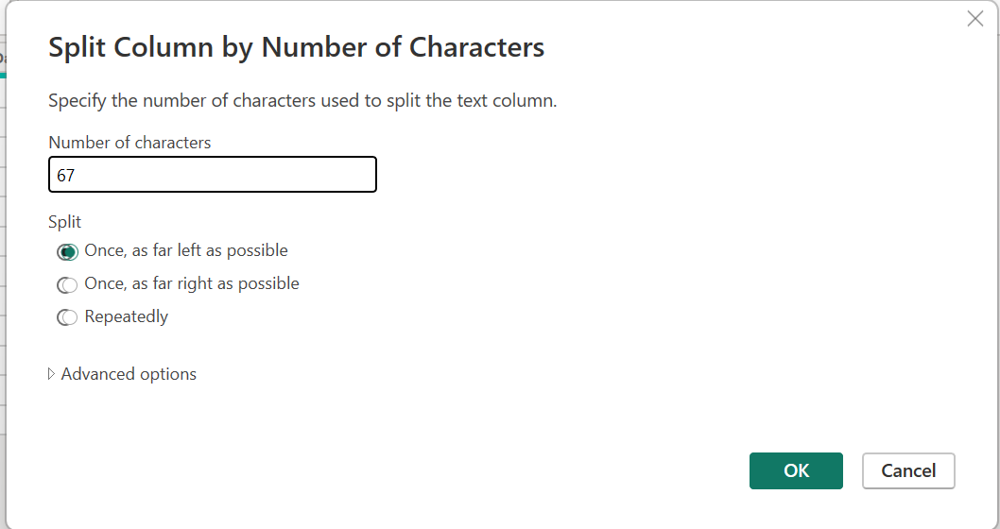 Split Column by Number of Characters
Specify the number of characters used to split the text column.
Number of characters
67
Split
Once, as far left as possible
Once, as far right as possible
Repeatedly
Advanced options
OK
Cancel